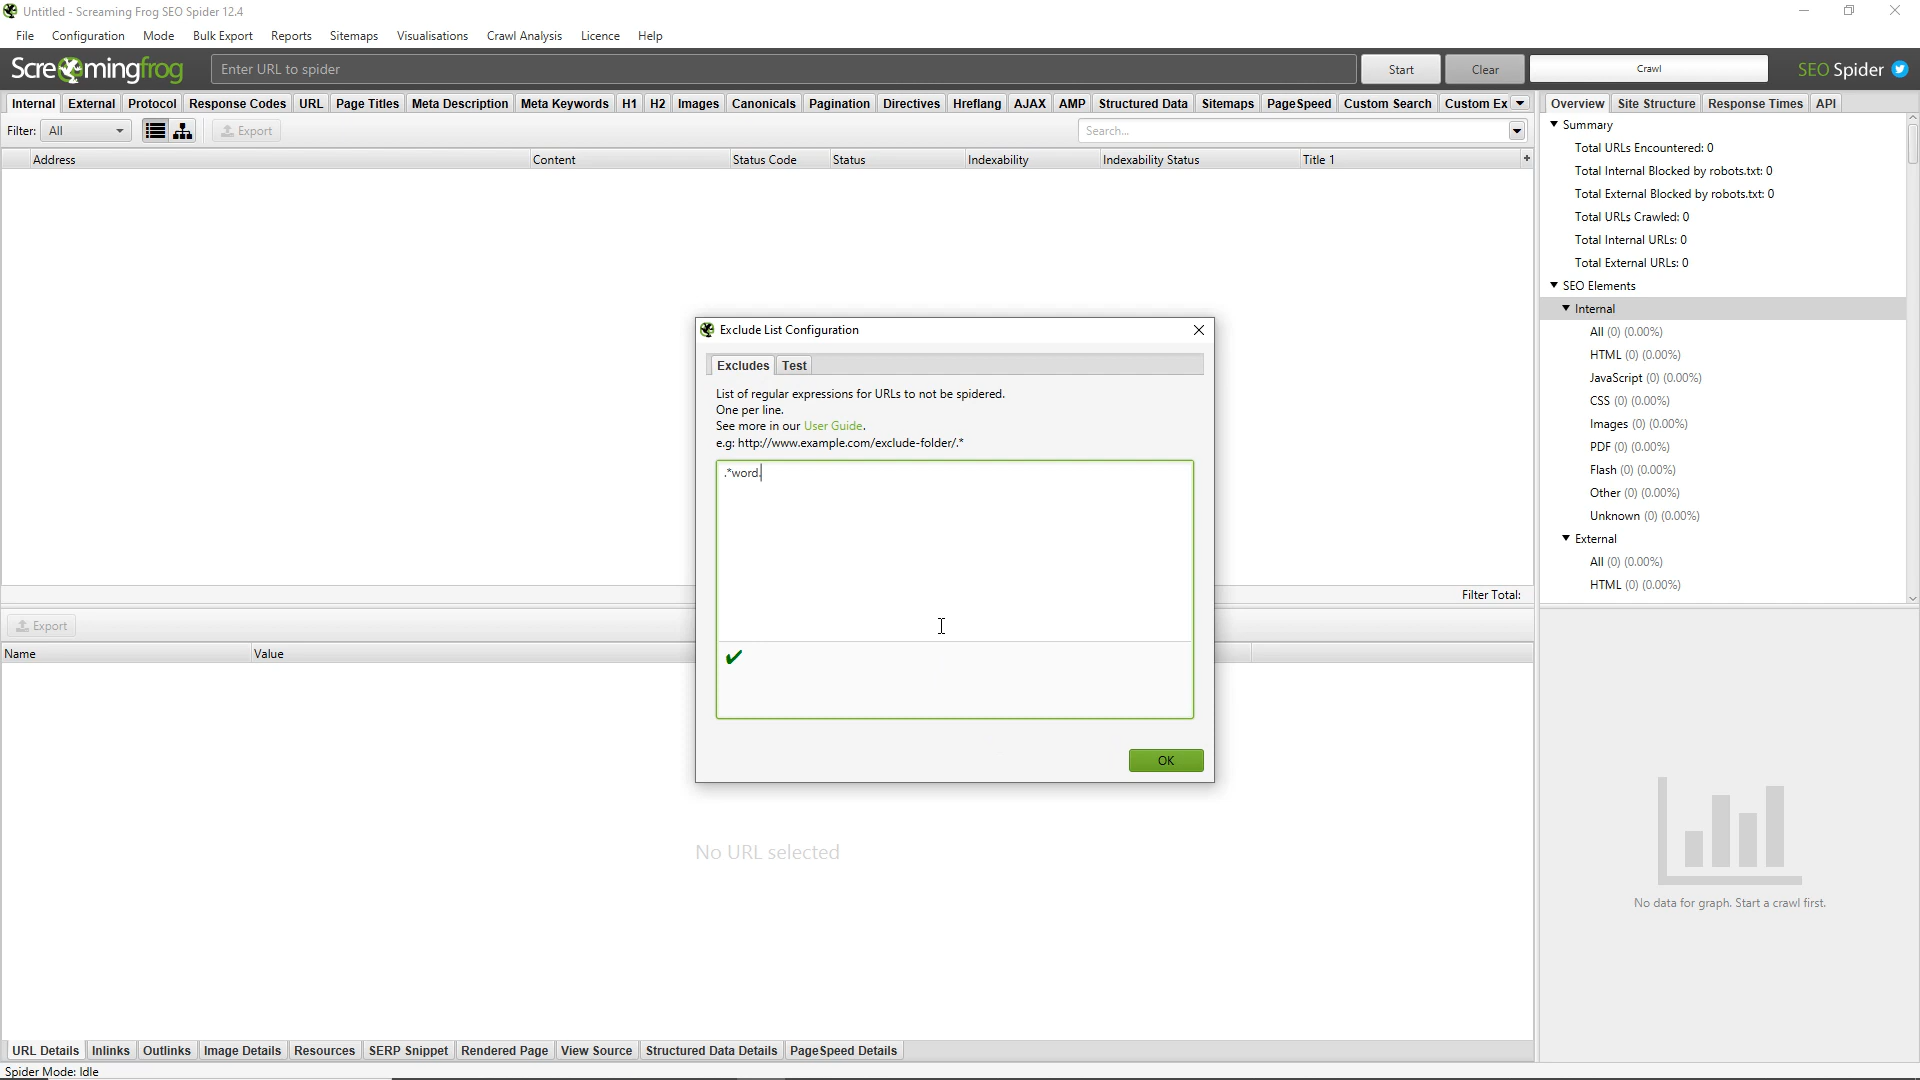 Untitled - Screaming Frog SEO Spider 12.4
File Configuration Mode Bulk Export Reports Sitemaps Visualisations Crawl Analysis Licence Help
Screamingfrog Enter URL to spider Start Clear Crawl SEO Spider
Internal External Protocol Response Codes URL Page Titles Meta Description Meta Keywords H1 H2 Images Canonicals Pagination Directives Hreflang AJAX AMP Structured Data Sitemaps PageSpeed Custom Search Custom Ex
Filter: All Export Search...
Address Content Status Code Status Indexability Indexability Status Title 1 +
Overview Site Structure Response Times API
Summary
Total URLs Encountered: 0
Total Internal Blocked by robots.txt: 0
Total External Blocked by robots.txt: 0
Total URLs Crawled: 0
Total Internal URLs: 0
Total External URLs: 0
SEO Elements
Internal
All (0) (0.00%)
HTML (0) (0.00%)
JavaScript (0) (0.00%)
CSS (0) (0.00%)
Images (0) (0.00%)
PDF (0) (0.00%)
Flash (0) (0.00%)
Other (0) (0.00%)
Unknown (0) (0.00%)
External
All (0) (0.00%)
HTML (0) (0.00%)
Exclude List Configuration
Excludes Test
List of regular expressions for URLs to not be spidered.
One per line.
See more in our User Guide.
e.g: http://www.example.com/exclude-folder/.*
.*word.
OK
Filter Total:
Export
Name Value
No URL selected
No data for graph. Start a crawl first.
URL Details Inlinks Outlinks Image Details Resources SERP Snippet Rendered Page View Source Structured Data Details PageSpeed Details
Spider Mode: Idle